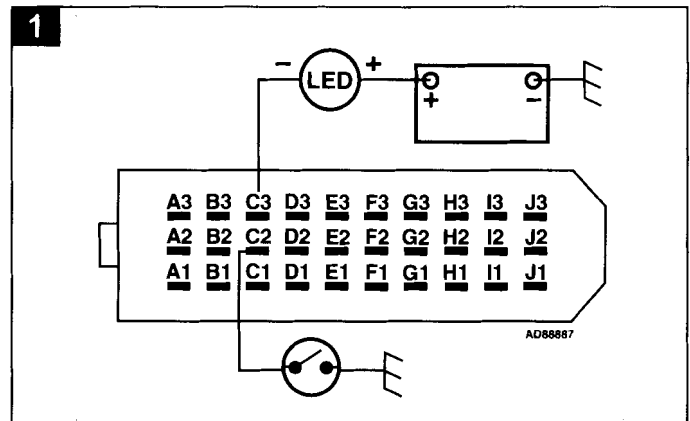 1
- LED +
+ -
A3 B3 C3 D3 E3 F3 G3 H3 I3 J3
A2 B2 C2 D2 E2 F2 G2 H2 I2 J2
A1 B1 C1 D1 E1 F1 G1 H1 I1 J1
AD88887